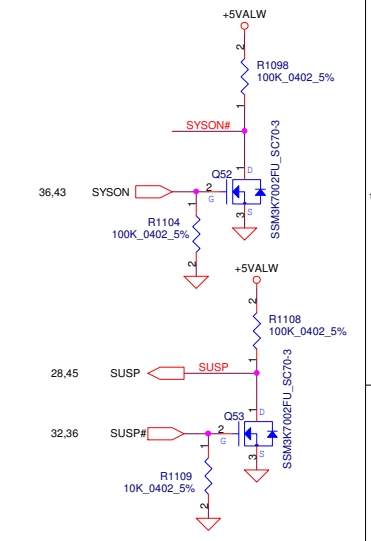 +5VALW
2
R1098
100K_0402_5%
1
SYSON#
1
D
Q52
SSM3K7002FU_SC70-3
36,43
SYSON
2
G
3
S
1
R1104
100K_0402_5%
2
+5VALW
2
R1108
100K_0402_5%
1
28,45
SUSP
SUSP
1
D
Q53
SSM3K7002FU_SC70-3
32,36
SUSP#
2
G
3
S
1
R1109
10K_0402_5%
2